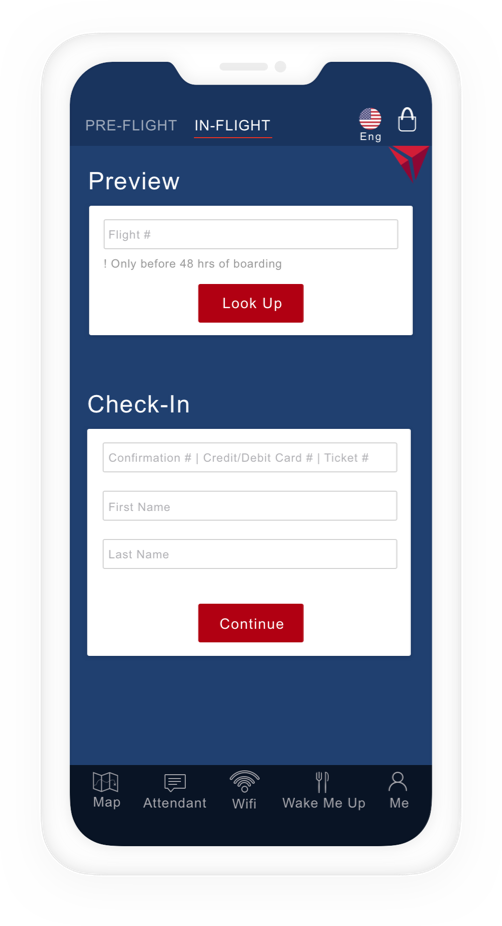 PRE-FLIGHT IN-FLIGHT Eng
Preview
Flight #
! Only before 48 hrs of boarding
Look Up
Check-In
Confirmation # | Credit/Debit Card # | Ticket #
First Name
Last Name
Continue
Map Attendant Wifi Wake Me Up Me